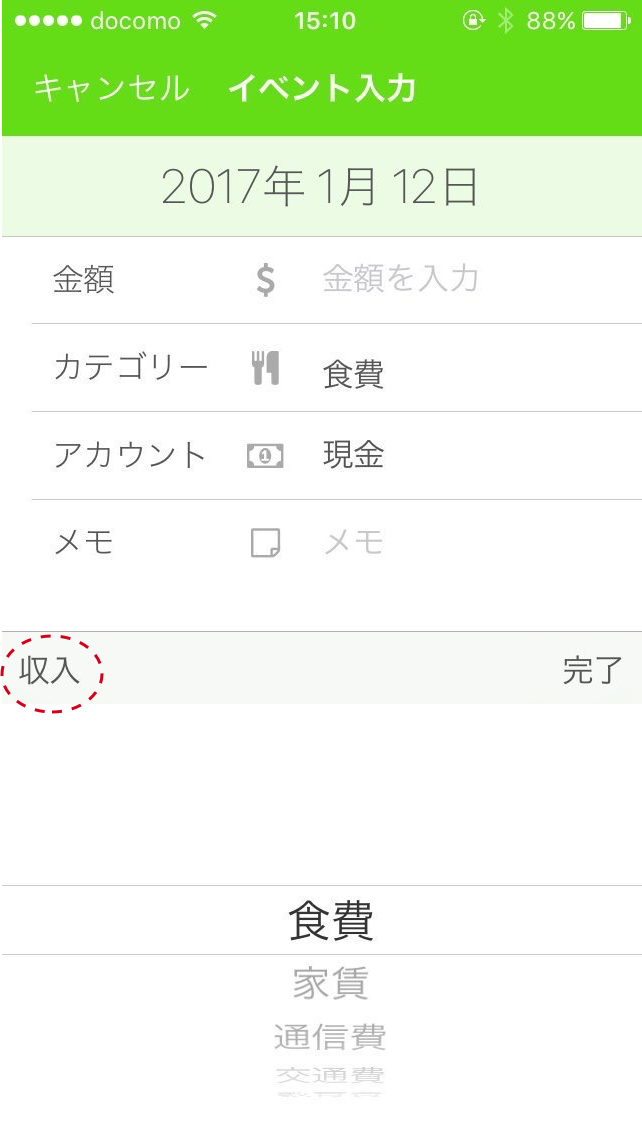 docomo 15:10 88%
キャンセル イベント入力
2017年 1月 12日
金額 $ 金額を入力
カテゴリー 食費
アカウント 1 現金
メモ メモ
収入 完了
食費
家賃
通信費
交通費